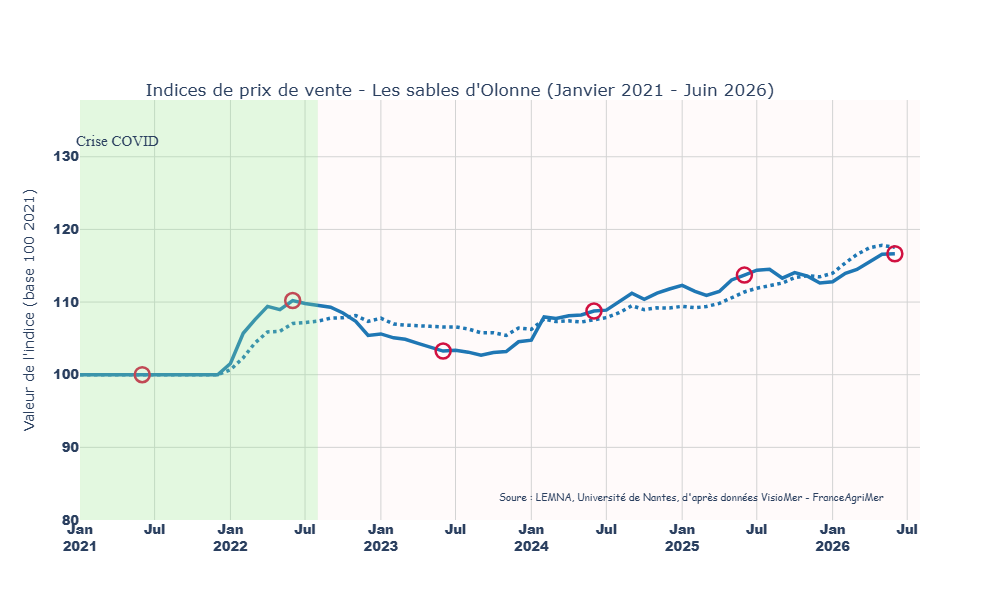 Indices de prix de vente - Les sables d'Olonne (Janvier 2021 - Juin 2026)
Crise COVID
130
120
110
100
90
80
Valeur de l'indice (base 100 2021)
Soure : LEMNA, Université de Nantes, d'après données VisioMer - FranceAgriMer
Jan Jul Jan Jul Jan Jul Jan Jul Jan Jul Jan Jul
2021 2022 2023 2024 2025 2026